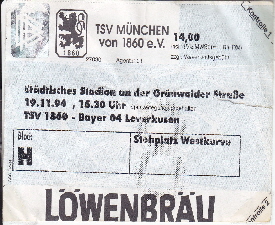 TSV MÜNCHEN
von 1860 e.V.
14,00
1860
Städtisches Stadion an der Grünwalder Straße
19.11.94 , 15.30 Uhr
TSV 1860 - Bayer 04 Leverkusen
Block
H
Stehplatz Westkurve
LÖWENBRÄU